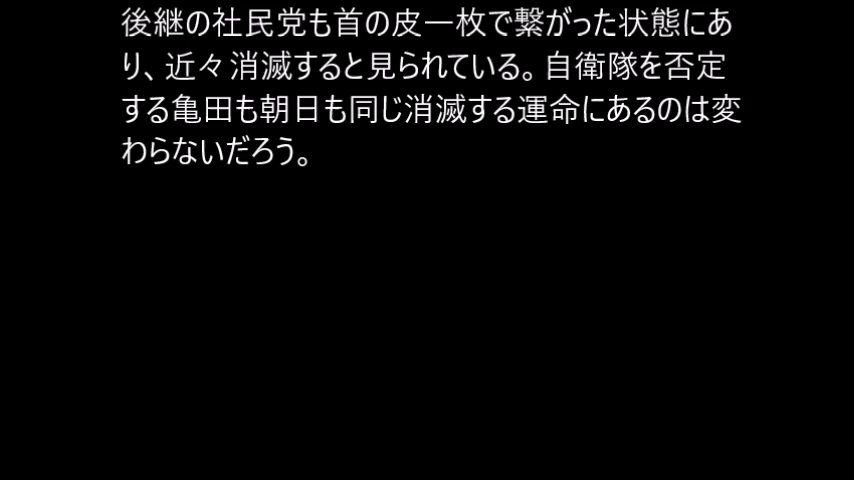 後継の社民党も首の皮一枚で繋がった状態にあ
り、近々消滅すると見られている。自衛隊を否定
する亀田も朝日も同じ消滅する運命にあるのは変
わらないだろう。